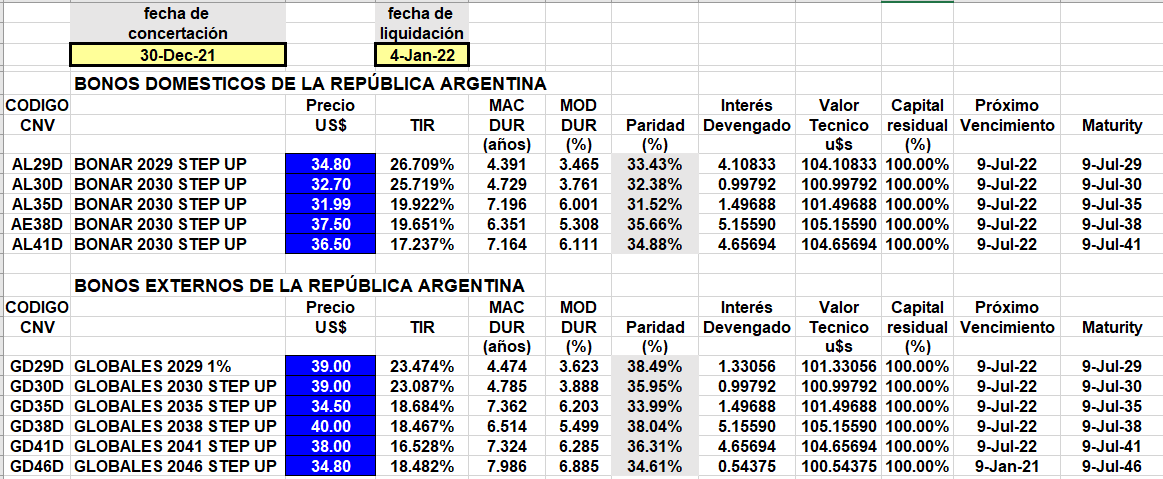 fecha de fecha de
concertación liquidación
30-Dec-21 4-Jan-22
BONOS DOMESTICOS DE LA REPÚBLICA ARGENTINA
CODIGO Precio MAC MOD Interés Valor Capital Próximo
CNV US$ TIR DUR DUR Paridad Devengado Tecnico residual Vencimiento Maturity
(años) (%) (%) u$s (%)
AL29D BONAR 2029 STEP UP 34.80 26.709% 4.391 3.465 33.43% 4.10833 104.10833 100.00% 9-Jul-22 9-Jul-29
AL30D BONAR 2030 STEP UP 32.70 25.719% 4.729 3.761 32.38% 0.99792 100.99792 100.00% 9-Jul-22 9-Jul-30
AL35D BONAR 2030 STEP UP 31.99 19.922% 7.196 6.001 31.52% 1.49688 101.49688 100.00% 9-Jul-22 9-Jul-35
AE38D BONAR 2030 STEP UP 37.50 19.651% 6.351 5.308 35.66% 5.15590 105.15590 100.00% 9-Jul-22 9-Jul-38
AL41D BONAR 2030 STEP UP 36.50 17.237% 7.164 6.111 34.88% 4.65694 104.65694 100.00% 9-Jul-22 9-Jul-41
BONOS EXTERNOS DE LA REPÚBLICA ARGENTINA
CODIGO Precio MAC MOD Interés Valor Capital Próximo
CNV US$ TIR DUR DUR Paridad Devengado Tecnico residual Vencimiento Maturity
(años) (%) (%) u$s (%)
GD29D GLOBALES 2029 1% 39.00 23.474% 4.474 3.623 38.49% 1.33056 101.33056 100.00% 9-Jul-22 9-Jul-29
GD30D GLOBALES 2030 STEP UP 39.00 23.087% 4.785 3.888 35.95% 0.99792 100.99792 100.00% 9-Jul-22 9-Jul-30
GD35D GLOBALES 2035 STEP UP 34.50 18.684% 7.362 6.203 33.99% 1.49688 101.49688 100.00% 9-Jul-22 9-Jul-35
GD38D GLOBALES 2038 STEP UP 40.00 18.467% 6.514 5.499 38.04% 5.15590 105.15590 100.00% 9-Jul-22 9-Jul-38
GD41D GLOBALES 2041 STEP UP 38.00 16.528% 7.324 6.285 36.31% 4.65694 104.65694 100.00% 9-Jul-22 9-Jul-41
GD46D GLOBALES 2046 STEP UP 34.80 18.482% 7.986 6.885 34.61% 0.54375 100.54375 100.00% 9-Jan-21 9-Jul-46